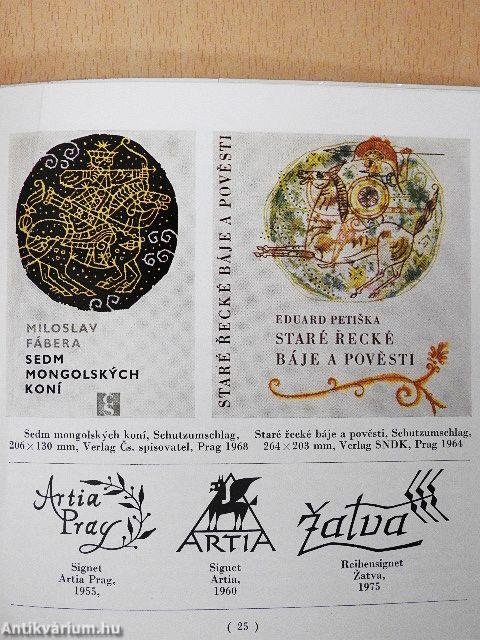 MILOSLAV
FÁBERA
SEDM
MONGOLSKÝCH
KONÍ
STARÉ ŘECKÉ BÁJE A POVĚSTI
EDUARD PETIŠKA
STARÉ ŘECKÉ
BÁJE A POVĚSTI
Sedm mongolských koní, Schutzumschlag,
206×130 mm, Verlag Čs. spisovatel, Prag 1968
Staré řecké báje a pověsti, Schutzumschlag,
264×203 mm, Verlag SNDK, Prag 1964
Artia
Prag
Signet
Artia Prag,
1955,
ARTIA
Signet
Artia,
1960
Žatva
Reihensignet
Žatva,
1975
( 25 )
Antikvárium.hu